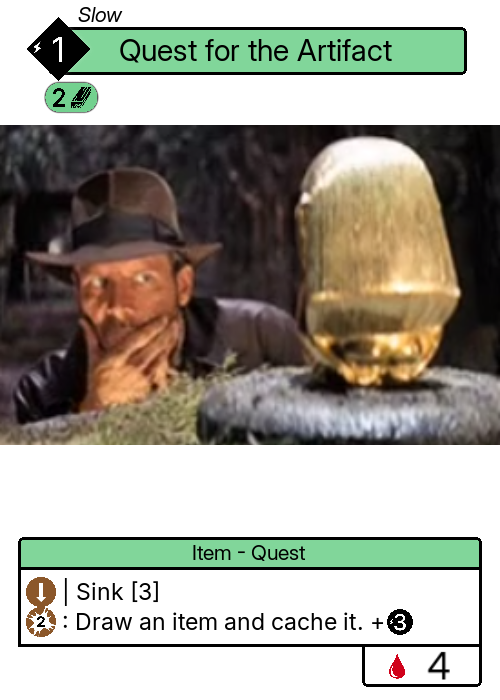 Slow
1 Quest for the Artifact
2
Item - Quest
| Sink [3]
2 : Draw an item and cache it. + 3
4